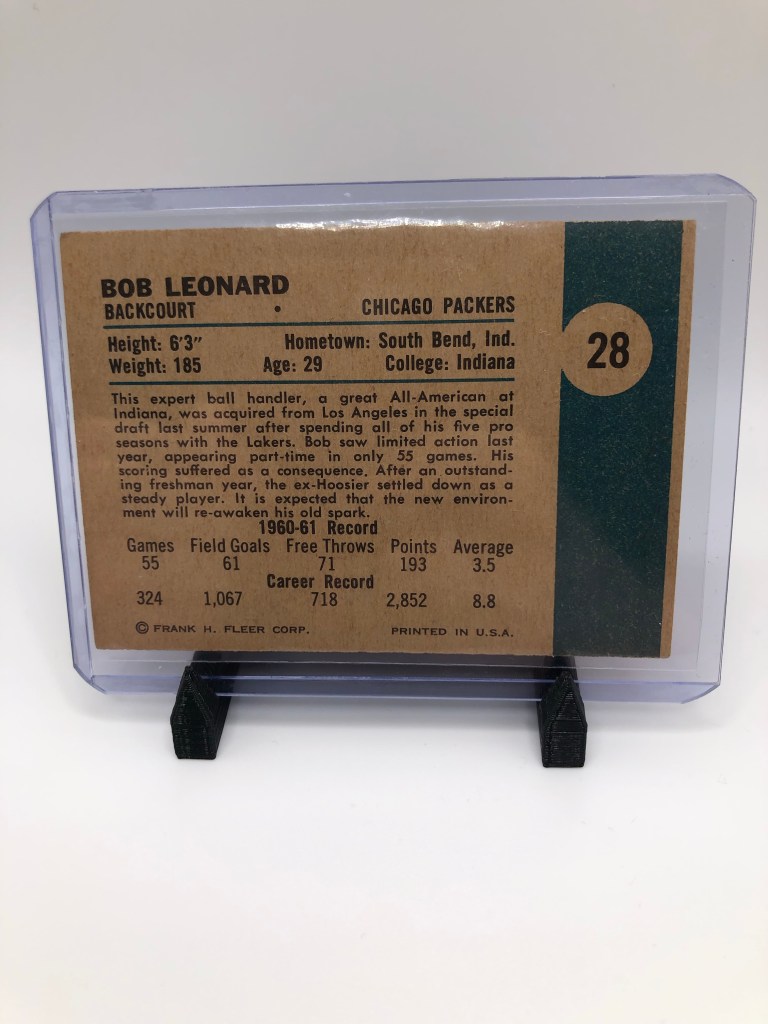 BOB LEONARD
BACKCOURT • CHICAGO PACKERS
28
Height: 6'3" Hometown: South Bend, Ind.
Weight: 185 Age: 29 College: Indiana
This expert ball handler, a great All-American at
Indiana, was acquired from Los Angeles in the special
draft last summer after spending all of his five pro
seasons with the Lakers. Bob saw limited action last
year, appearing part-time in only 55 games. His
scoring suffered as a consequence. After an outstand-
ing freshman year, the ex-Hoosier settled down as a
steady player. It is expected that the new environ-
ment will re-awaken his old spark.
1960-61 Record
Games Field Goals Free Throws Points Average
55 61 71 193 3.5
Career Record
324 1,067 718 2,852 8.8
© FRANK H. FLEER CORP. PRINTED IN U.S.A.